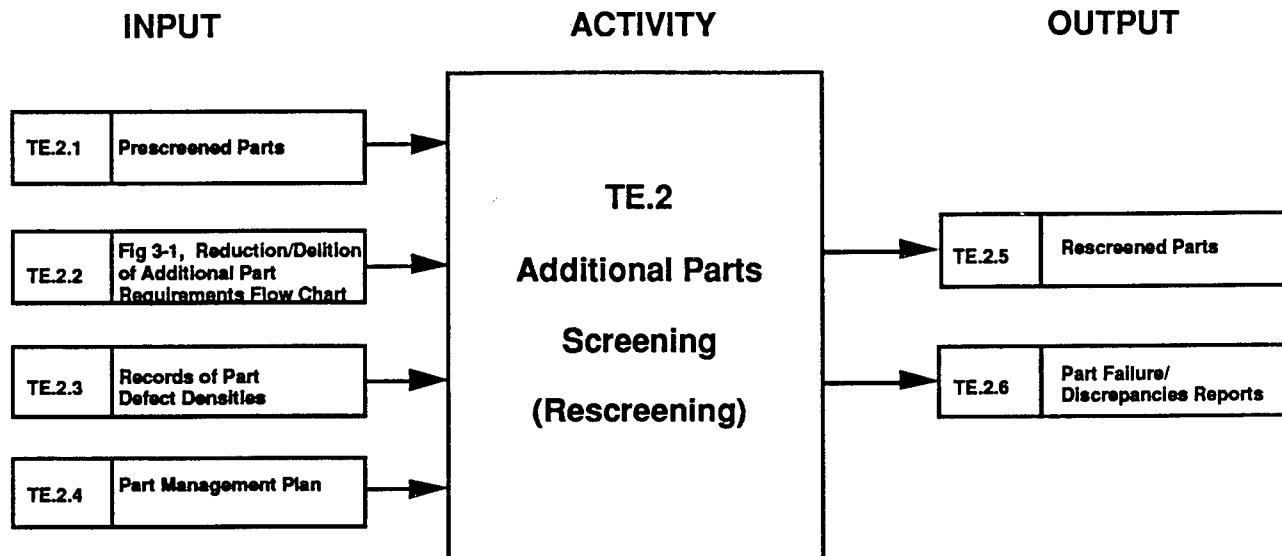 INPUT
ACTIVITY
OUTPUT
TE.2.1
Prescreened Parts
TE.2.2
Fig 3-1, Reduction/Delition
of Additional Part
Requirements Flow Chart
TE.2.3
Records of Part
Defect Densities
TE.2.4
Part Management Plan
TE.2
Additional Parts
Screening
(Rescreening)
TE.2.5
Rescreened Parts
TE.2.6
Part Failure/
Discrepancies Reports